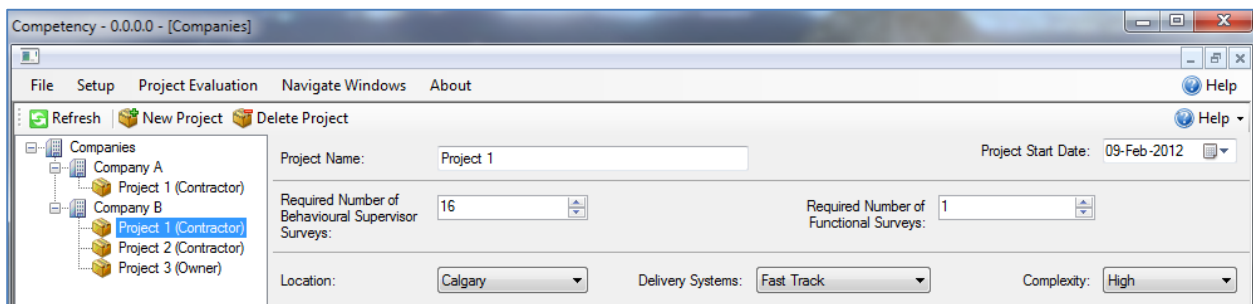 Competency - 0.0.0.0 - [Companies]
File Setup Project Evaluation Navigate Windows About Help
Refresh New Project Delete Project Help
Companies
Company A
Project 1 (Contractor)
Company B
Project 1 (Contractor)
Project 2 (Contractor)
Project 3 (Owner)
Project Name: Project 1 Project Start Date: 09-Feb-2012
Required Number of
Behavioural Supervisor
Surveys:
16
Required Number of
Functional Surveys:
1
Location: Calgary Delivery Systems: Fast Track Complexity: High